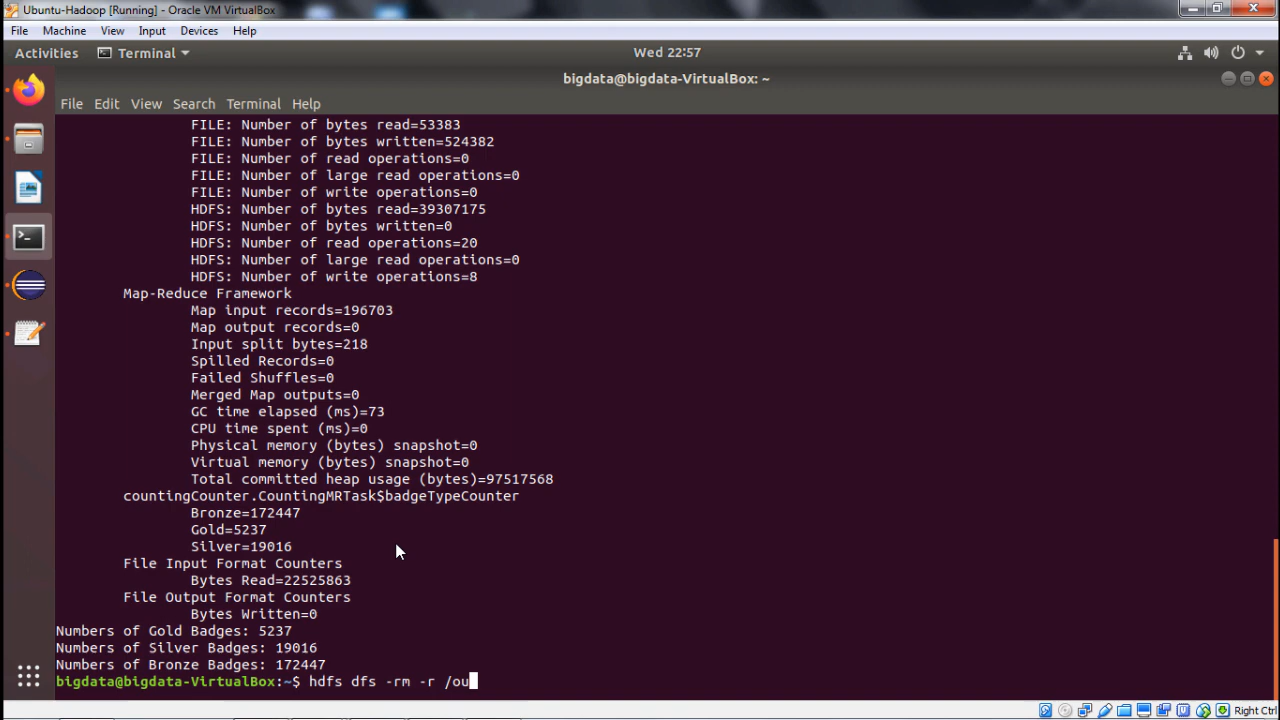 Ubuntu-Hadoop [Running] - Oracle VM VirtualBox
File Machine View Input Devices Help
Activities Terminal Wed 22:57
bigdata@bigdata-VirtualBox: ~
File Edit View Search Terminal Help
FILE: Number of bytes read=53383
FILE: Number of bytes written=524382
FILE: Number of read operations=0
FILE: Number of large read operations=0
FILE: Number of write operations=0
HDFS: Number of bytes read=39307175
HDFS: Number of bytes written=0
HDFS: Number of read operations=20
HDFS: Number of large read operations=0
HDFS: Number of write operations=8
Map-Reduce Framework
Map input records=196703
Map output records=0
Input split bytes=218
Spilled Records=0
Failed Shuffles=0
Merged Map outputs=0
GC time elapsed (ms)=73
CPU time spent (ms)=0
Physical memory (bytes) snapshot=0
Virtual memory (bytes) snapshot=0
Total committed heap usage (bytes)=97517568
countingCounter.CountingMRTask$badgeTypeCounter
Bronze=172447
Gold=5237
Silver=19016
File Input Format Counters
Bytes Read=22525863
File Output Format Counters
Bytes Written=0
Numbers of Gold Badges: 5237
Numbers of Silver Badges: 19016
Numbers of Bronze Badges: 172447
bigdata@bigdata-VirtualBox:~$ hdfs dfs -rm -r /ou
Right Ctrl